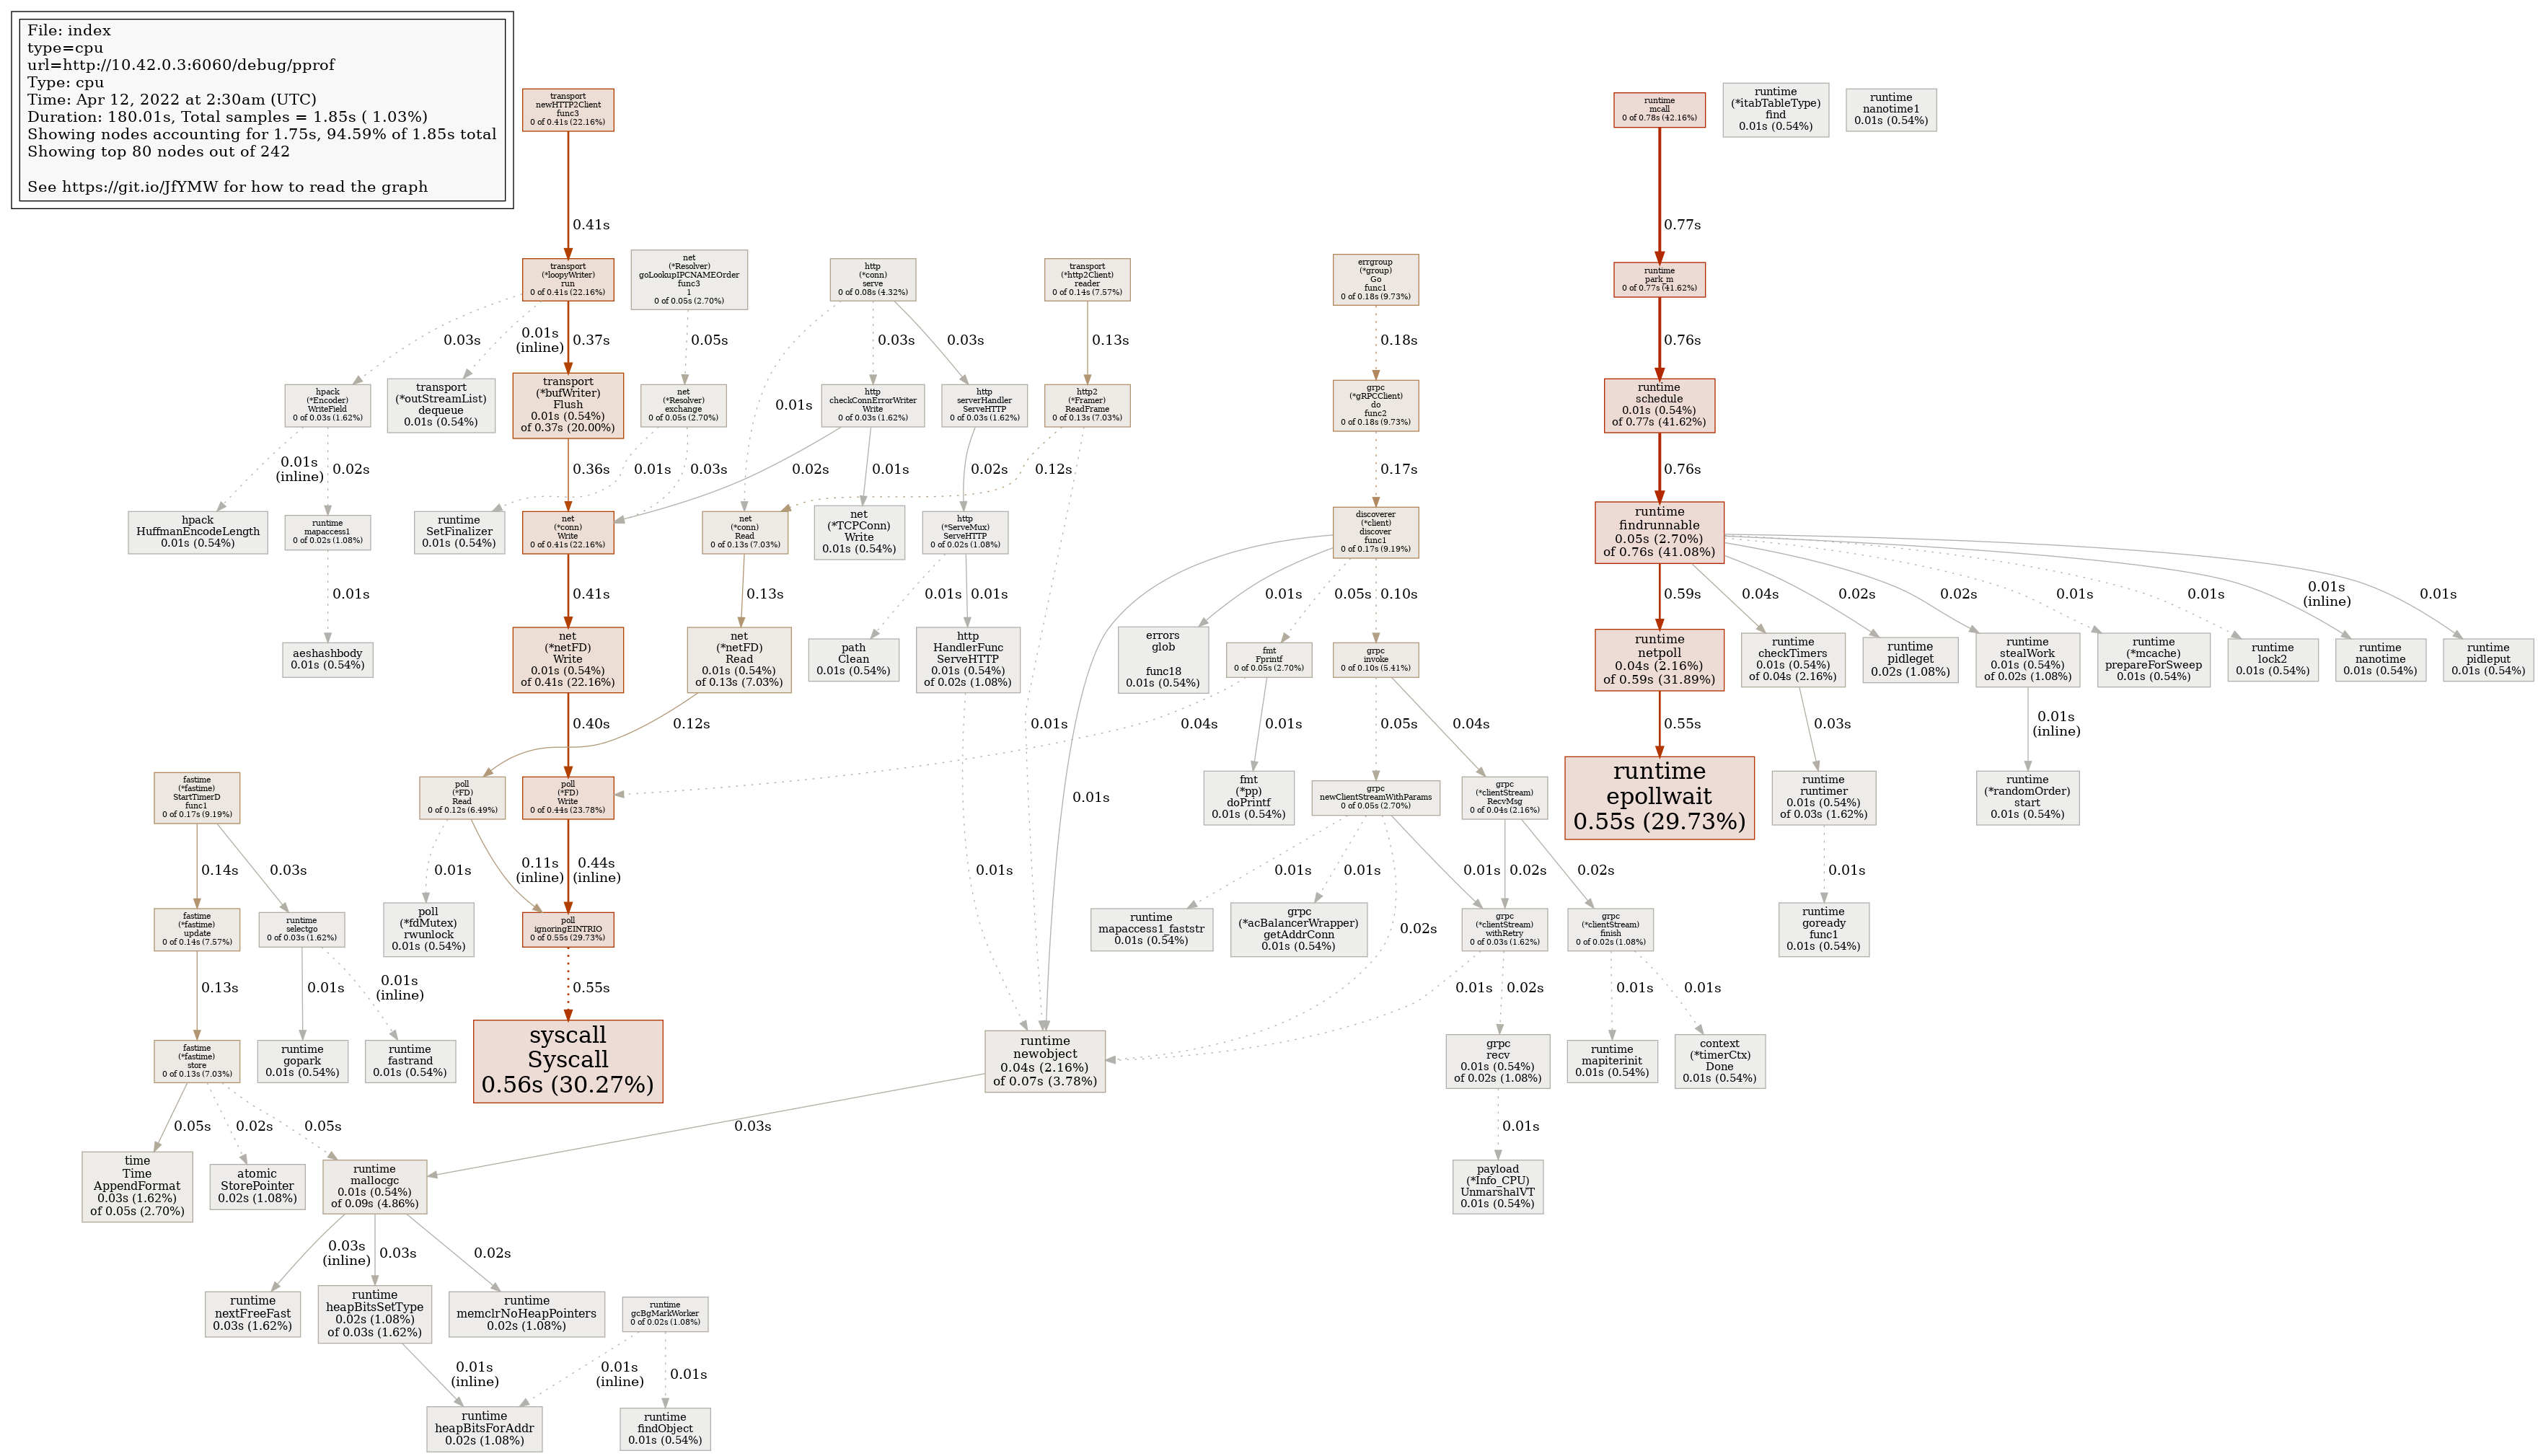 File: index
type=cpu
url=http://10.42.0.3:6060/debug/pprof
Type: cpu
Time: Apr 12, 2022 at 2:30am (UTC)
Duration: 180.01s, Total samples = 1.85s ( 1.03%)
Showing nodes accounting for 1.75s, 94.59% of 1.85s total
Showing top 80 nodes out of 242
See https://git.io/JfYMW for how to read the graph
transport
newHTTP2Client
func3
0 of 0.41s (22.16%)
runtime
mcall
0 of 0.78s (42.16%)
runtime
(*itabTableType)
find
0.01s (0.54%)
runtime
nanotime1
0.01s (0.54%)
0.41s
0.77s
transport
(*loopyWriter)
run
0 of 0.41s (22.16%)
net
(*Resolver)
goLookupIPCNAMEOrder
func3
1
0 of 0.05s (2.70%)
http
(*conn)
serve
0 of 0.08s (4.32%)
transport
(*http2Client)
reader
0 of 0.14s (7.57%)
errgroup
(*group)
Go
func1
0 of 0.18s (9.73%)
runtime
park_m
0 of 0.77s (41.62%)
0.03s
0.01s
(inline)
0.37s
0.05s
0.01s
0.03s
0.03s
0.13s
0.18s
0.76s
hpack
(*Encoder)
WriteField
0 of 0.03s (1.62%)
transport
(*outStreamList)
dequeue
0.01s (0.54%)
transport
(*bufWriter)
Flush
0.01s (0.54%)
of 0.37s (20.00%)
net
(*Resolver)
exchange
0 of 0.05s (2.70%)
http
checkConnErrorWriter
Write
0 of 0.03s (1.62%)
http
serverHandler
ServeHTTP
0 of 0.03s (1.62%)
http2
(*Framer)
ReadFrame
0 of 0.13s (7.03%)
grpc
(*gRPCClient)
do
func2
0 of 0.18s (9.73%)
runtime
schedule
0.01s (0.54%)
of 0.77s (41.62%)
0.01s
(inline)
0.02s
0.36s
0.01s
0.03s
0.02s
0.01s
0.02s
0.12s
0.17s
0.76s
hpack
HuffmanEncodeLength
0.01s (0.54%)
runtime
mapaccess1
0 of 0.02s (1.08%)
runtime
SetFinalizer
0.01s (0.54%)
net
(*conn)
Write
0 of 0.41s (22.16%)
net
(*conn)
Read
0 of 0.13s (7.03%)
net
(*TCPConn)
Write
0.01s (0.54%)
http
(*ServeMux)
ServeHTTP
0 of 0.02s (1.08%)
discoverer
(*client)
discover
func1
0 of 0.17s (9.19%)
runtime
findrunnable
0.05s (2.70%)
of 0.76s (41.08%)
0.01s
0.41s
0.13s
0.01s
0.01s
0.01s
0.05s
0.10s
0.59s
0.04s
0.02s
0.02s
0.01s
0.01s
0.01s
(inline)
0.01s
aeshashbody
0.01s (0.54%)
net
(*netFD)
Write
0.01s (0.54%)
of 0.41s (22.16%)
net
(*netFD)
Read
0.01s (0.54%)
of 0.13s (7.03%)
path
Clean
0.01s (0.54%)
http
HandlerFunc
ServeHTTP
0.01s (0.54%)
of 0.02s (1.08%)
errors
glob
func18
0.01s (0.54%)
fmt
Fprintf
0 of 0.05s (2.70%)
grpc
invoke
0 of 0.10s (5.41%)
runtime
netpoll
0.04s (2.16%)
of 0.59s (31.89%)
runtime
checkTimers
0.01s (0.54%)
of 0.04s (2.16%)
runtime
pidleget
0.02s (1.08%)
runtime
stealWork
0.01s (0.54%)
of 0.02s (1.08%)
runtime
(*mcache)
prepareForSweep
0.01s (0.54%)
runtime
lock2
0.01s (0.54%)
runtime
nanotime
0.01s (0.54%)
runtime
pidleput
0.01s (0.54%)
0.40s
0.12s
0.01s
0.04s
0.01s
0.05s
0.04s
0.55s
0.03s
0.01s
(inline)
fastime
(*fastime)
StartTimerD
func1
0 of 0.17s (9.19%)
poll
(*FD)
Read
0 of 0.12s (6.49%)
poll
(*FD)
Write
0 of 0.44s (23.78%)
0.01s
fmt
(*pp)
doPrintf
0.01s (0.54%)
grpc
newClientStreamWithParams
0 of 0.05s (2.70%)
grpc
(*clientStream)
RecvMsg
0 of 0.04s (2.16%)
runtime
epollwait
0.55s (29.73%)
runtime
runtimer
0.01s (0.54%)
of 0.03s (1.62%)
runtime
(*randomOrder)
start
0.01s (0.54%)
0.14s
0.03s
0.01s
0.11s
(inline)
0.44s
(inline)
0.01s
0.01s
0.01s
0.01s
0.02s
0.02s
0.01s
fastime
(*fastime)
update
0 of 0.14s (7.57%)
runtime
selectgo
0 of 0.03s (1.62%)
poll
(*fdMutex)
rwunlock
0.01s (0.54%)
poll
ignoringEINTRIO
0 of 0.55s (29.73%)
runtime
mapaccess1_faststr
0.01s (0.54%)
grpc
(*acBalancerWrapper)
getAddrConn
0.01s (0.54%)
0.02s
grpc
(*clientStream)
withRetry
0 of 0.03s (1.62%)
grpc
(*clientStream)
finish
0 of 0.02s (1.08%)
runtime
goready
func1
0.01s (0.54%)
0.13s
0.01s
0.01s
(inline)
0.55s
0.01s
0.02s
0.01s
0.01s
fastime
(*fastime)
store
0 of 0.13s (7.03%)
runtime
gopark
0.01s (0.54%)
runtime
fastrand
0.01s (0.54%)
syscall
Syscall
0.56s (30.27%)
runtime
newobject
0.04s (2.16%)
of 0.07s (3.78%)
grpc
recv
0.01s (0.54%)
of 0.02s (1.08%)
runtime
mapiterinit
0.01s (0.54%)
context
(*timerCtx)
Done
0.01s (0.54%)
0.05s
0.02s
0.05s
0.03s
0.01s
time
Time
AppendFormat
0.03s (1.62%)
of 0.05s (2.70%)
atomic
StorePointer
0.02s (1.08%)
runtime
mallocgc
0.01s (0.54%)
of 0.09s (4.86%)
payload
(*Info_CPU)
UnmarshalVT
0.01s (0.54%)
0.03s
(inline)
0.03s
0.02s
runtime
nextFreeFast
0.03s (1.62%)
runtime
heapBitsSetType
0.02s (1.08%)
of 0.03s (1.62%)
runtime
memclrNoHeapPointers
0.02s (1.08%)
runtime
gcBgMarkWorker
0 of 0.02s (1.08%)
0.01s
(inline)
0.01s
(inline)
0.01s
runtime
heapBitsForAddr
0.02s (1.08%)
runtime
findObject
0.01s (0.54%)